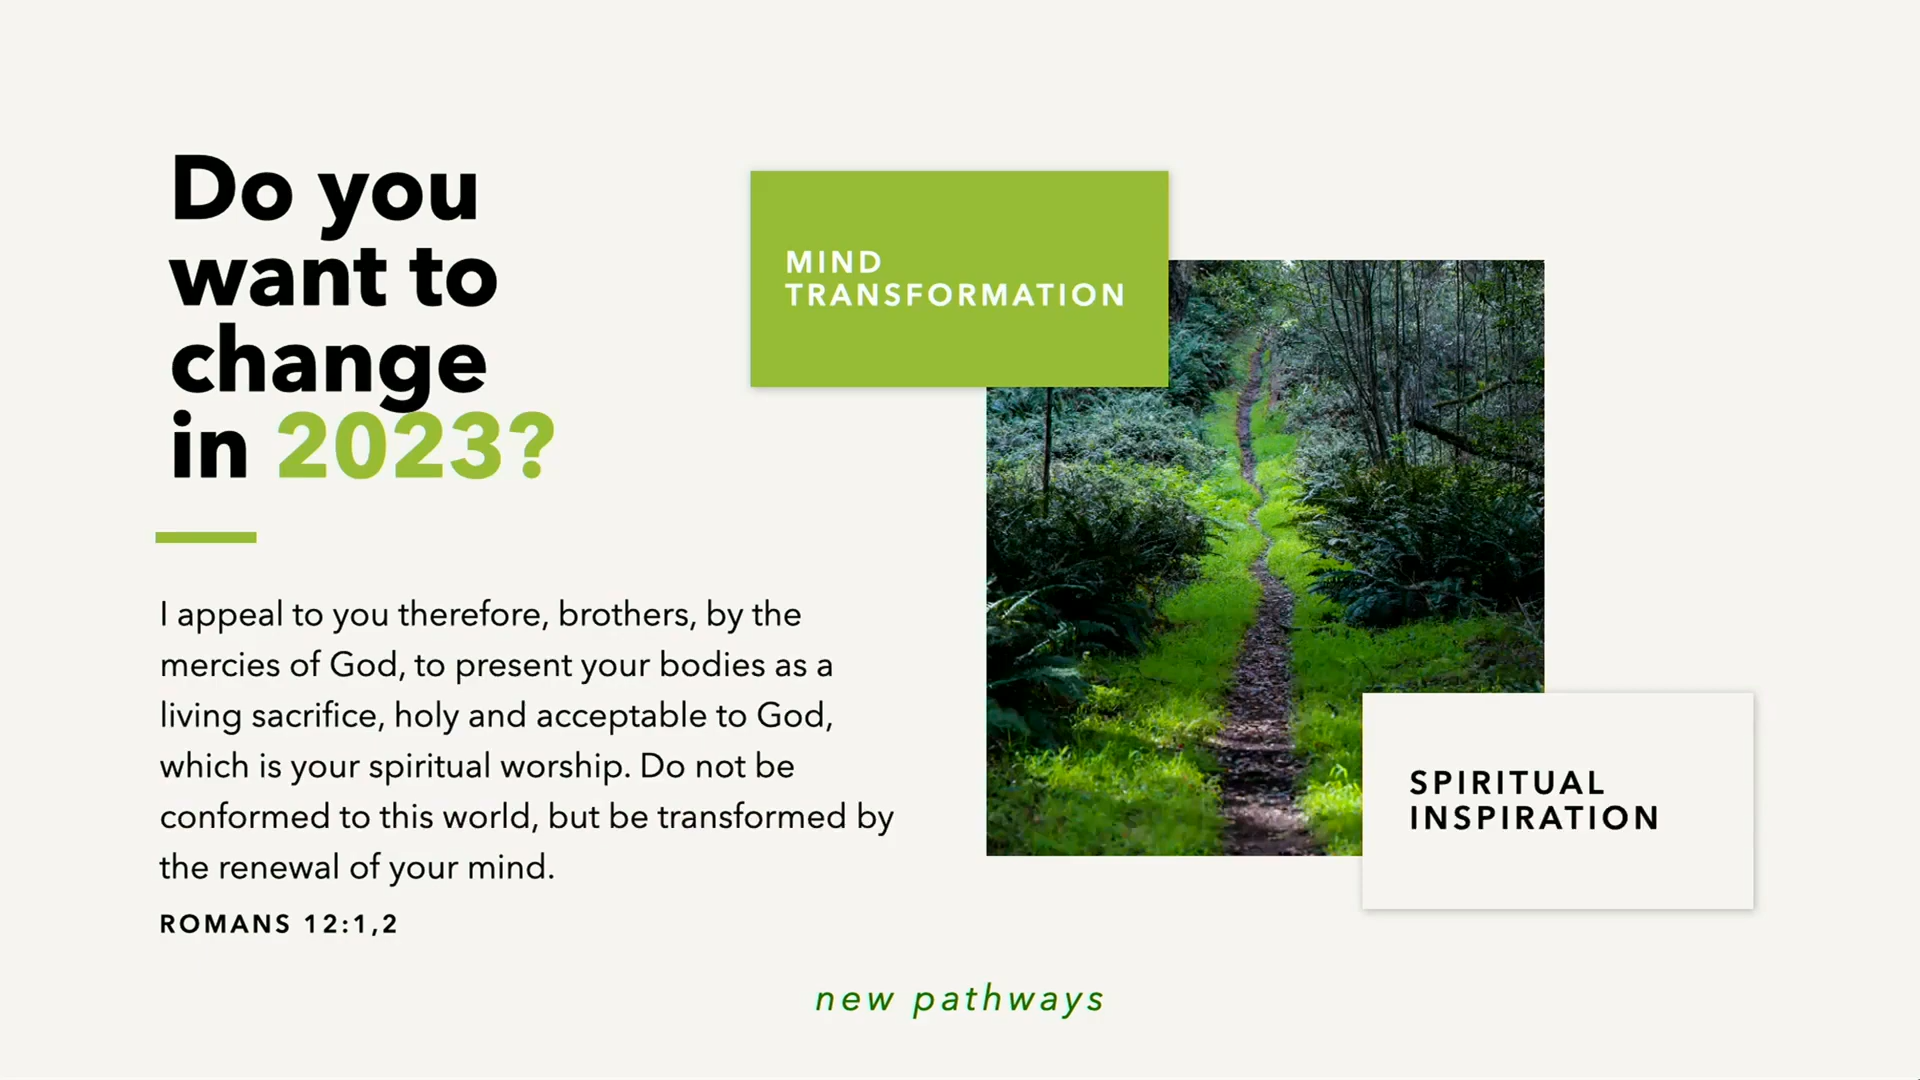 Do you
want to
change
in 2023?
MIND
TRANSFORMATION
I appeal to you therefore, brothers, by the
mercies of God, to present your bodies as a
living sacrifice, holy and acceptable to God,
which is your spiritual worship. Do not be
conformed to this world, but be transformed by
the renewal of your mind.
ROMANS 12:1,2
SPIRITUAL
INSPIRATION
new pathways